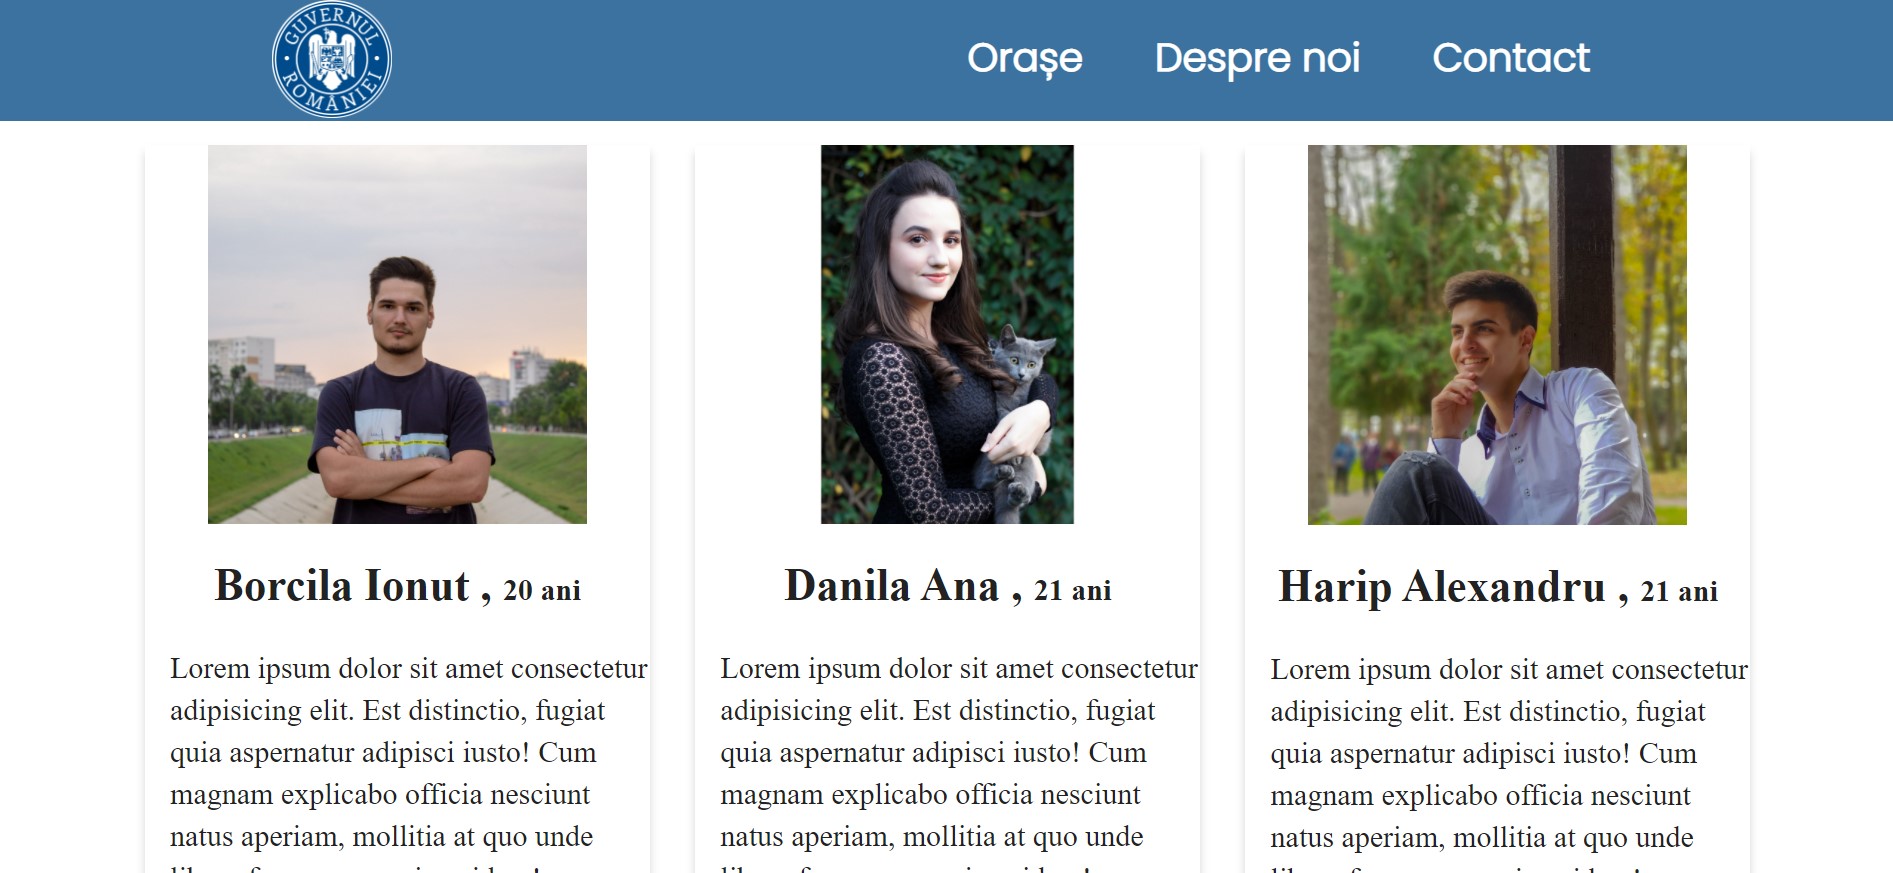 GUVERNUL ROMÂNIEI
Orașe Despre noi Contact
Borcila Ionut , 20 ani
Lorem ipsum dolor sit amet consectetur
adipisicing elit. Est distinctio, fugiat
quia aspernatur adipisci iusto! Cum
magnam explicabo officia nesciunt
natus aperiam, mollitia at quo unde
Danila Ana , 21 ani
Lorem ipsum dolor sit amet consectetur
adipisicing elit. Est distinctio, fugiat
quia aspernatur adipisci iusto! Cum
magnam explicabo officia nesciunt
natus aperiam, mollitia at quo unde
Harip Alexandru , 21 ani
Lorem ipsum dolor sit amet consectetur
adipisicing elit. Est distinctio, fugiat
quia aspernatur adipisci iusto! Cum
magnam explicabo officia nesciunt
natus aperiam, mollitia at quo unde